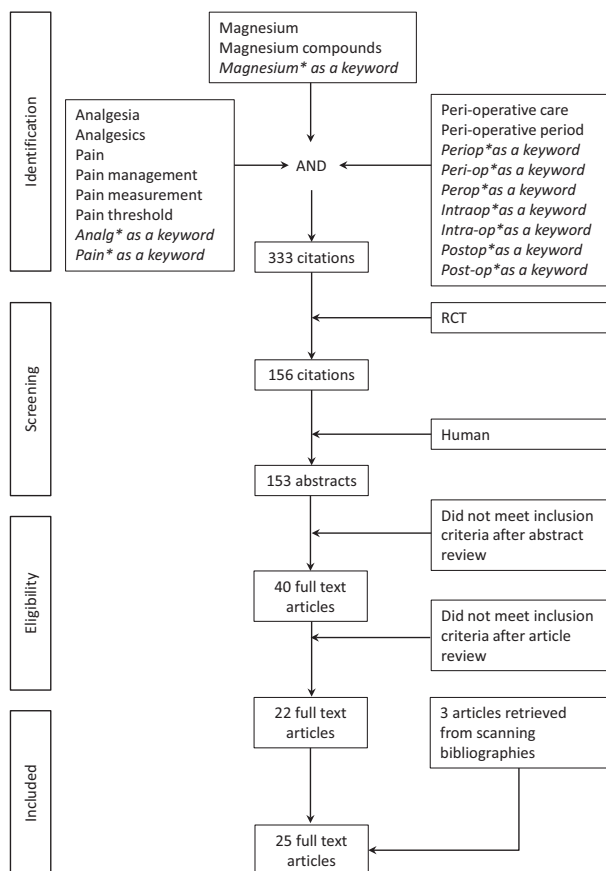 Identification
Magnesium
Magnesium compounds
Magnesium* as a keyword
Analgesia
Analgesics
Pain
Pain management
Pain measurement
Pain threshold
Analg* as a keyword
Pain* as a keyword
AND
Peri-operative care
Peri-operative period
Periop*as a keyword
Peri-op*as a keyword
Perop*as a keyword
Intraop*as a keyword
Intra-op*as a keyword
Postop*as a keyword
Post-op*as a keyword
333 citations
Screening
RCT
156 citations
Human
153 abstracts
Eligibility
Did not meet inclusion
criteria after abstract
review
40 full text
articles
Did not meet inclusion
criteria after article
review
Included
22 full text
articles
3 articles retrieved
from scanning
bibliographies
25 full text
articles